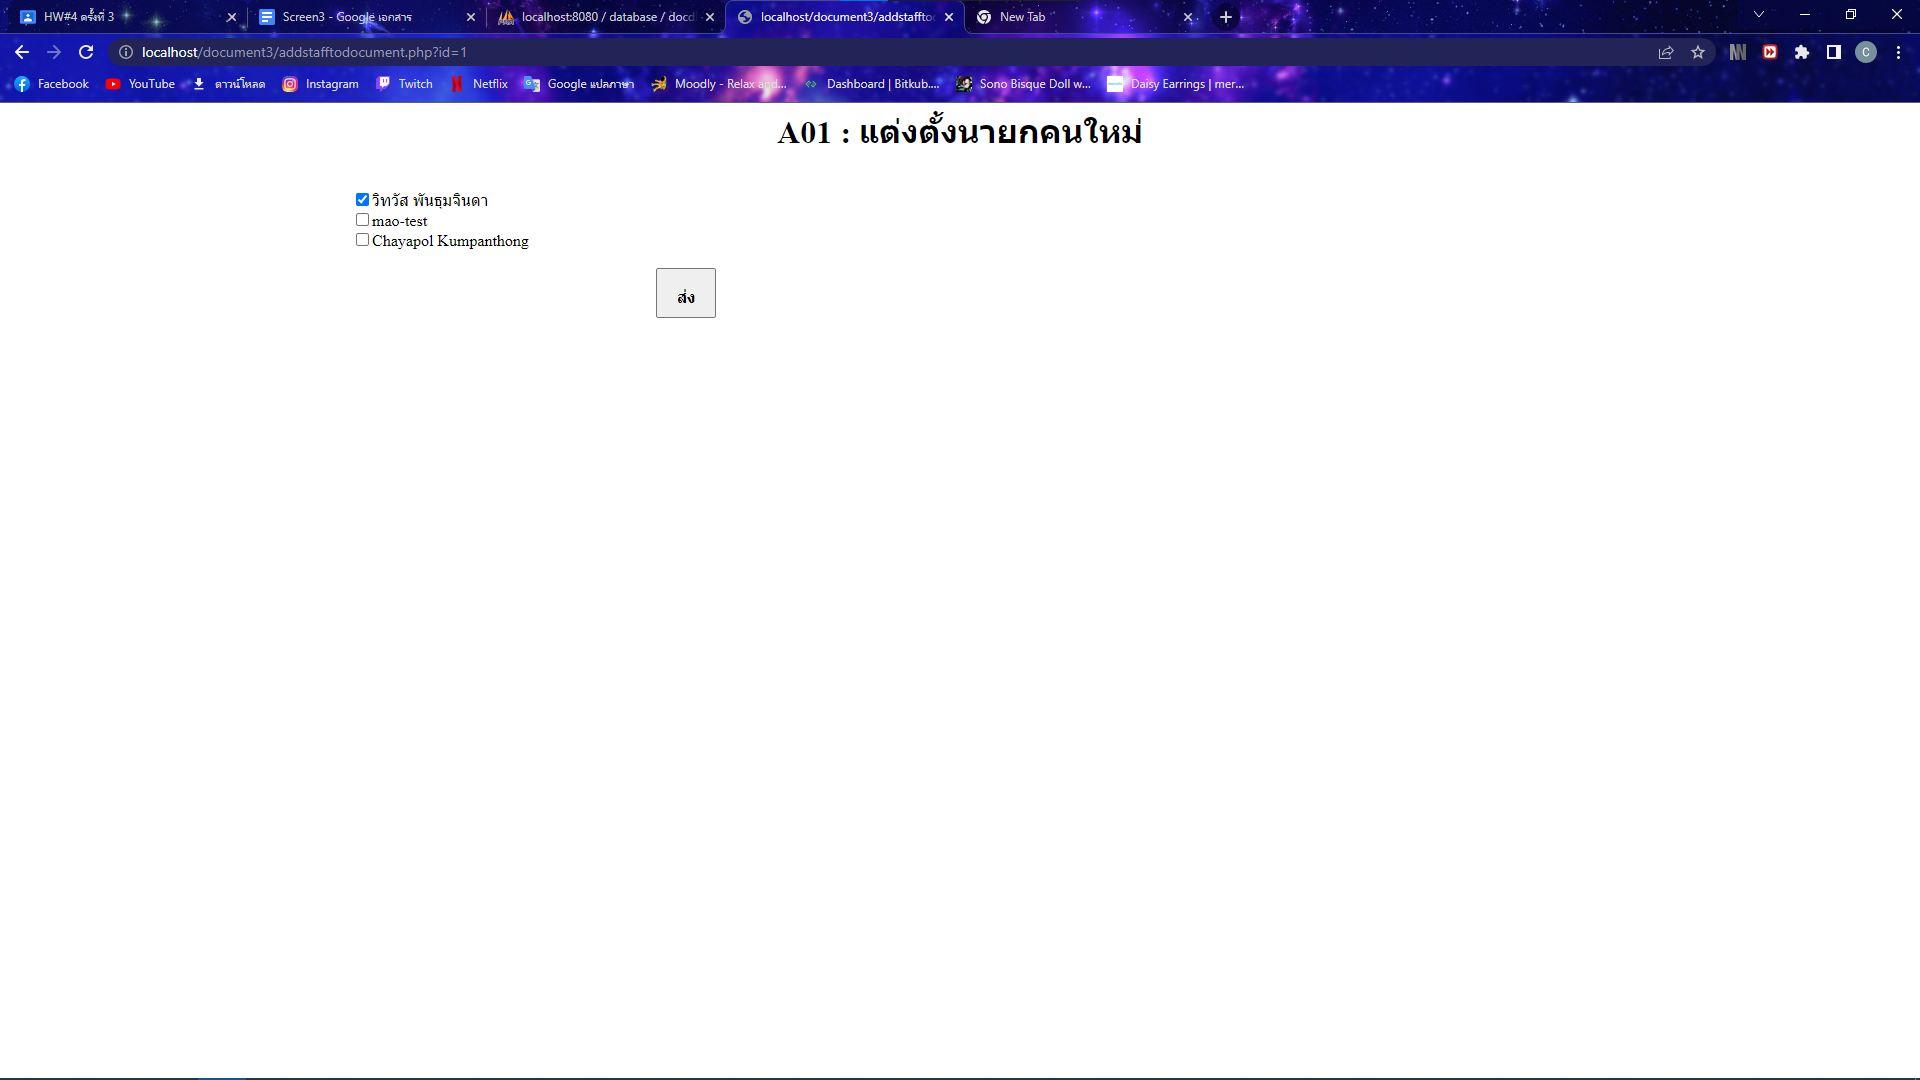 HW#4 ครั้งที่ 3
Screen3 - Google เอกสาร
localhost:8080 / database / docd
localhost/document3/addstaffto
New Tab
localhost/document3/addstafftodocument.php?id=1
C
Facebook
YouTube
ดาวน์โหลด
Instagram
Twitch
Netflix
Google แปลภาษา
Moodly - Relax and...
Dashboard | Bitkub....
Sono Bisque Doll w...
Daisy Earrings | mer...
A01 : แต่งตั้งนายกคนใหม่
วิทวัส พันธุมจินดา
mao-test
Chayapol Kumpanthong
ส่ง